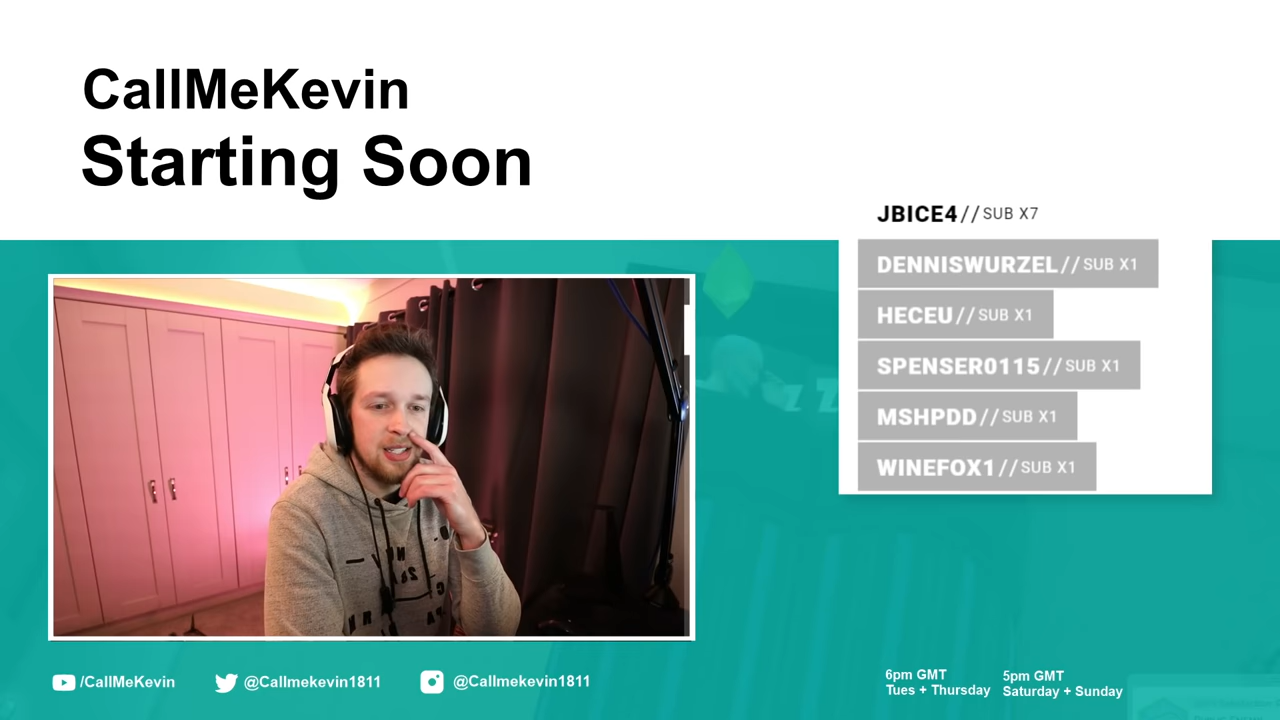 CallMeKevin
Starting Soon
JBICE4//SUB X7
DENNISWURZEL//SUB X1
HECEU//SUB X1
SPENSER0115//SUB X1
MSHPDD//SUB X1
WINEFOX1//SUB X1
/CallMeKevin
@Callmekevin1811
@Callmekevin1811
6pm GMT
Tues + Thursday
5pm GMT
Saturday + Sunday